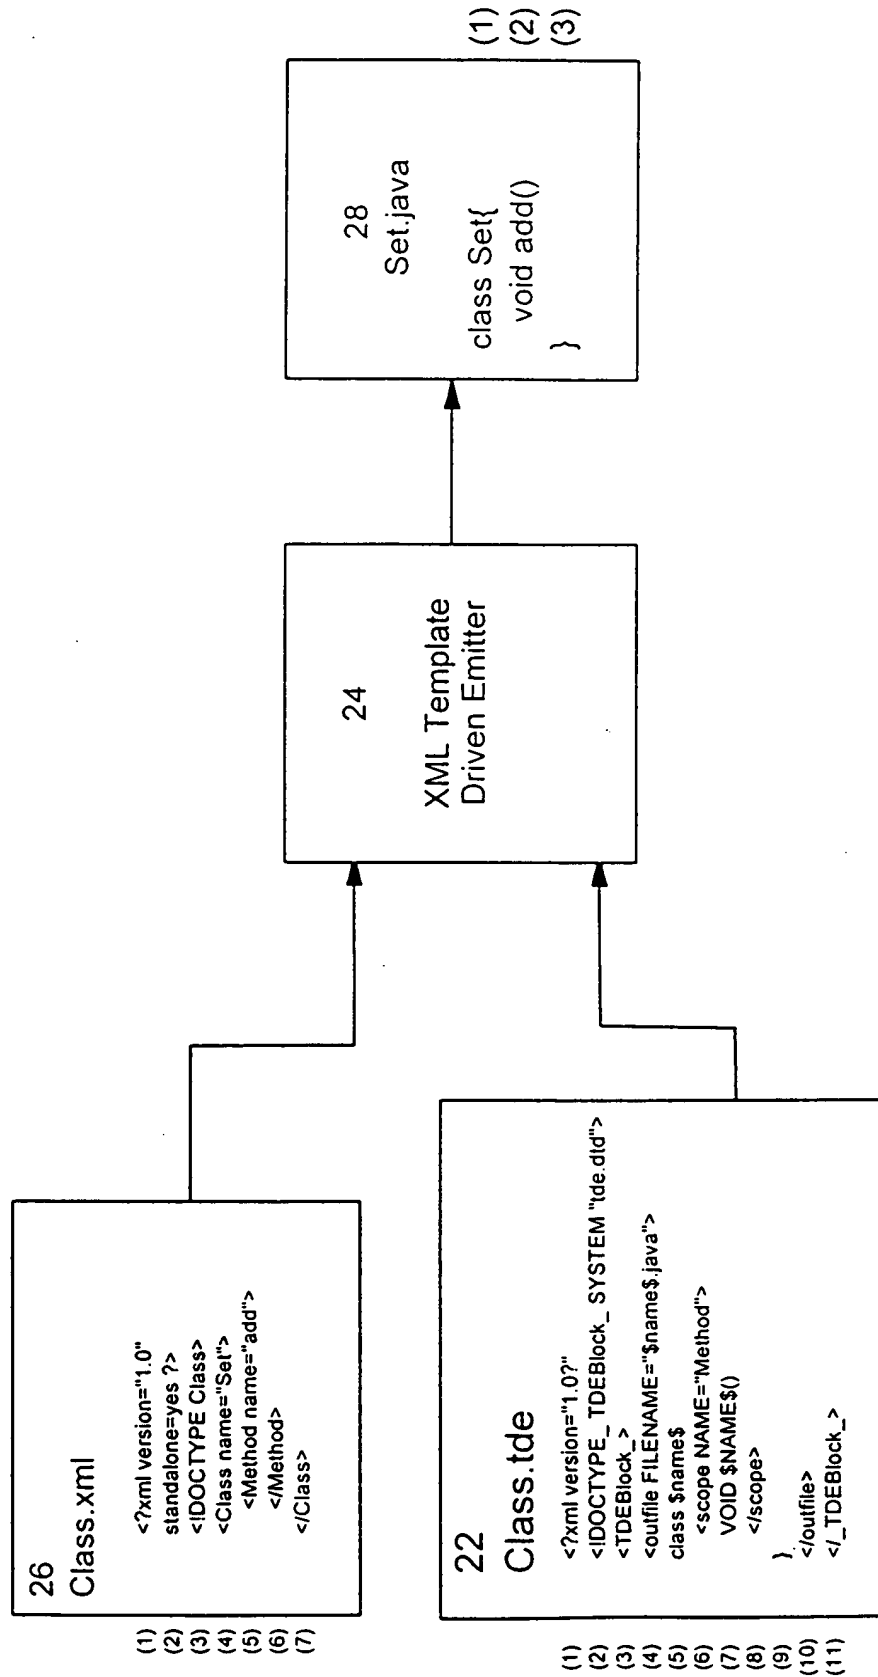 26
Class.xml
(1) <?xml version="1.0"
(2) standalone=yes ?>
(3) <!DOCTYPE Class>
(4) <Class name="Set">
(5) <Method name="add">
(6) </Method>
(7) </Class>
22
Class.tde
(1) <?xml version="1.0?"
(2) <!DOCTYPE_ TDEBlock_ SYSTEM "tde.dtd">
(3) <TDEBlock_>
(4) <outfile FILENAME="$name$.java">
(5) class $name$
(6) <scope NAME="Method">
(7) VOID $NAME$()
(8) </scope>
(9) }
(10) </outfile>
(11) </_TDEBlock_>
24
XML Template
Driven Emitter
28
Set.java
class Set{ (1)
void add() (2)
} (3)